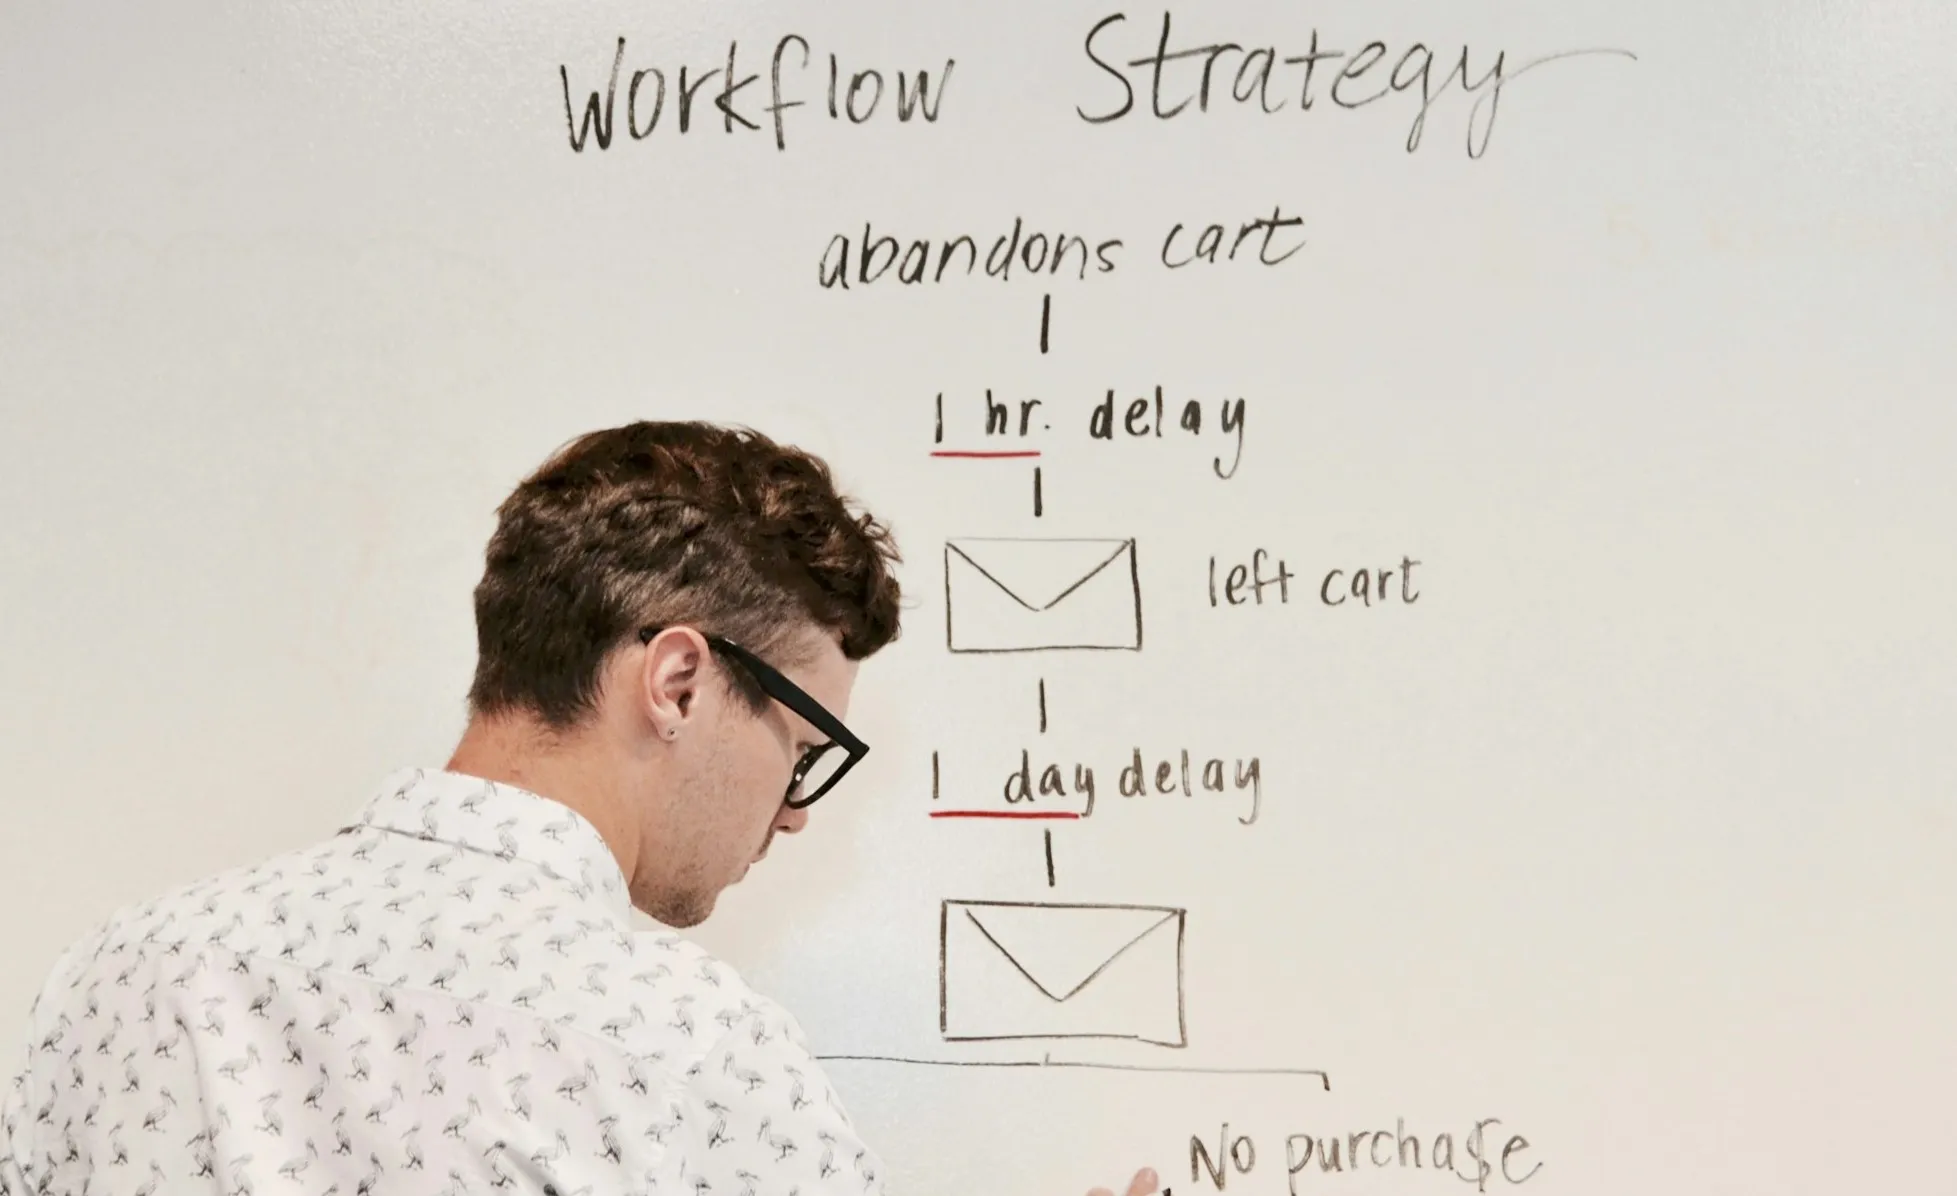 Workflow Strategy
abandons cart
1 hr. delay
left cart
1 day delay
No purchase